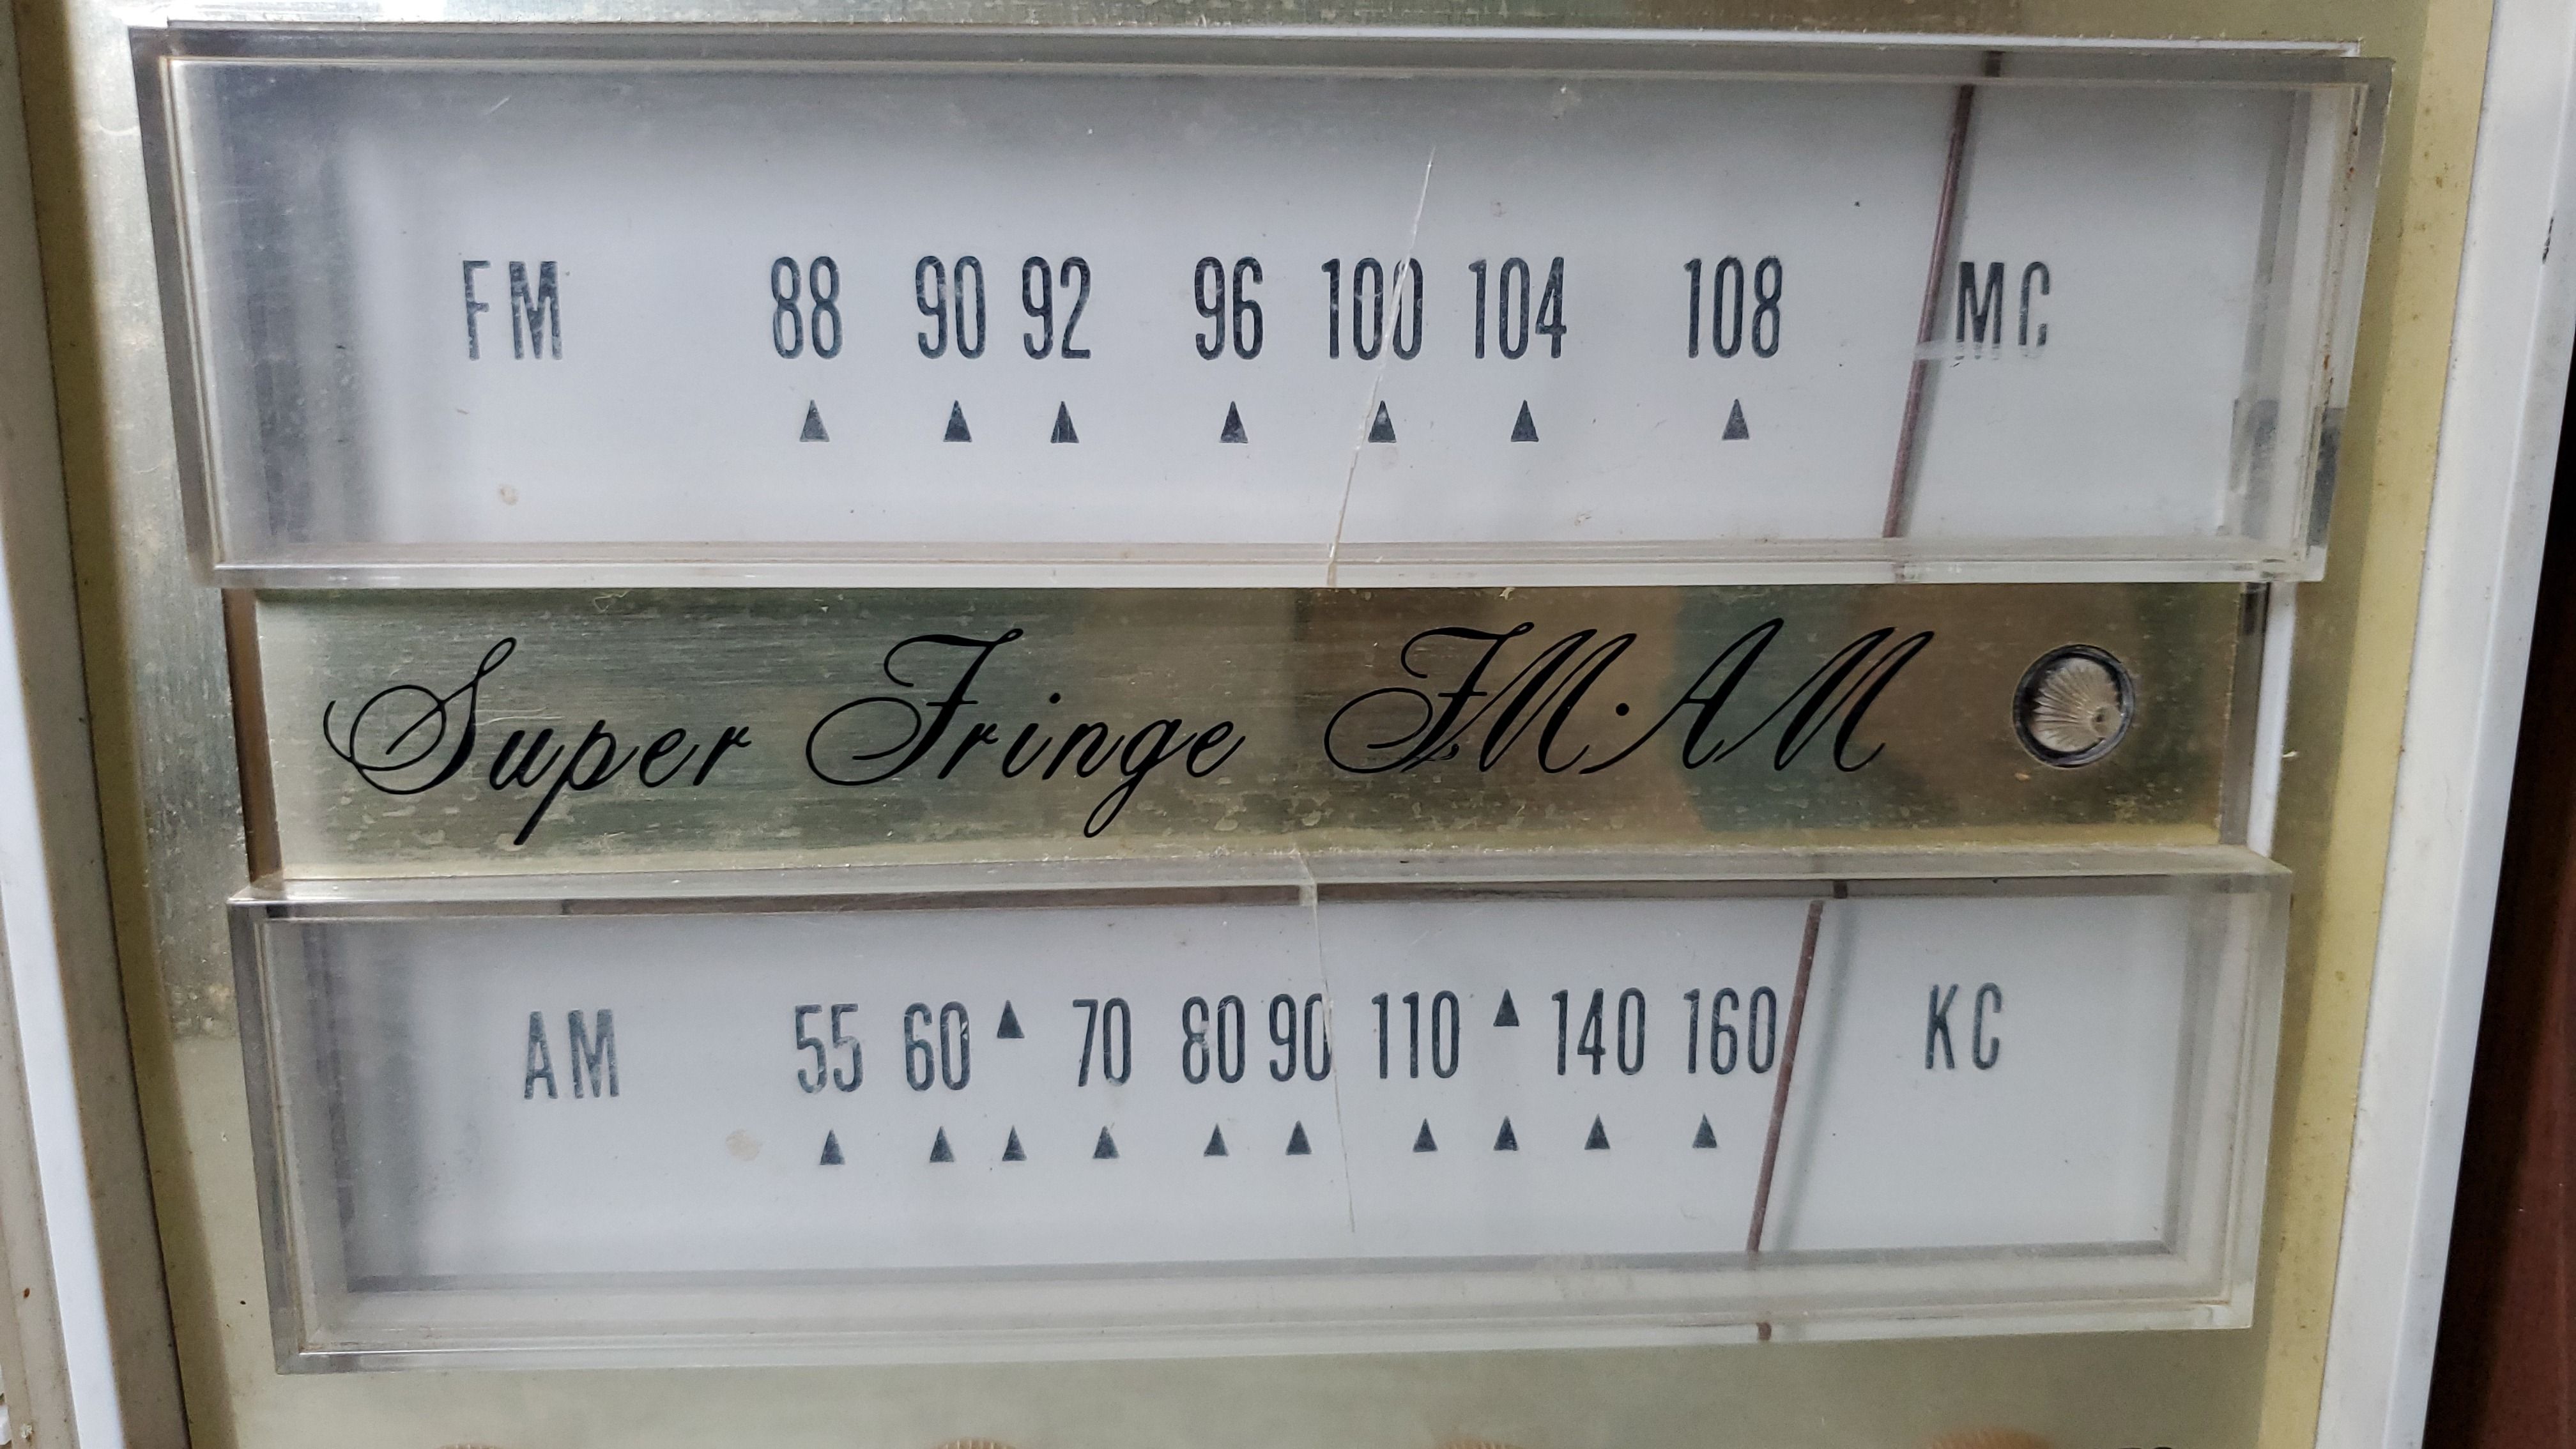 FM 88 90 92 96 100 104 108 MC
Super Fringe FM·AM
AM 55 60 70 80 90 110 140 160 KC